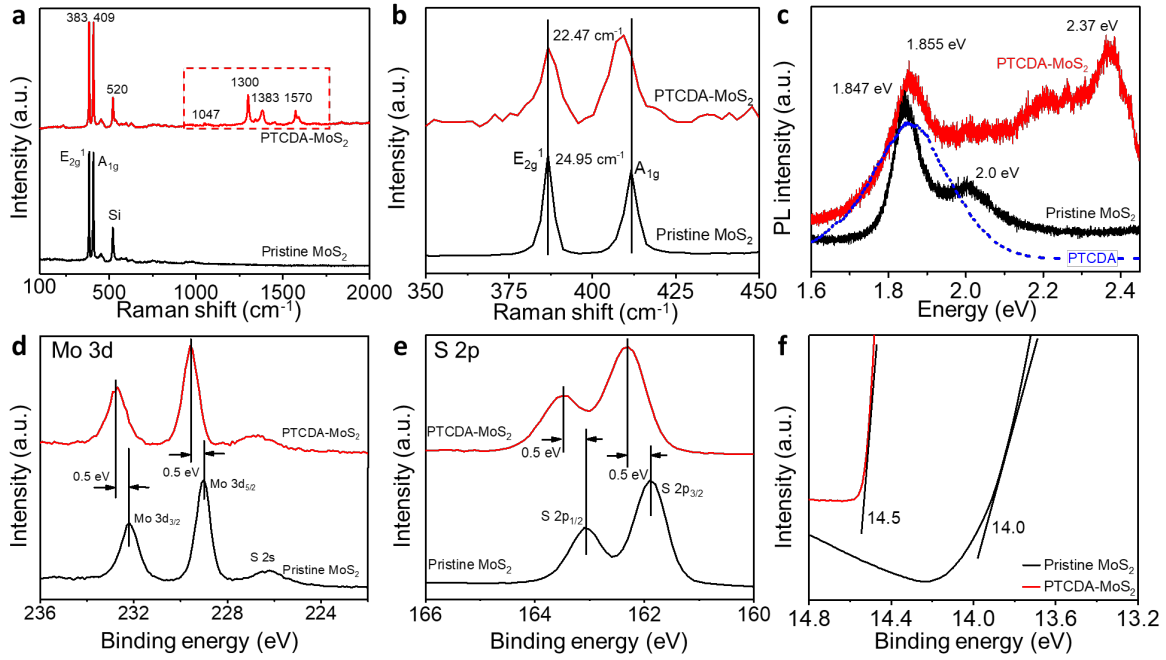 a
383 409
520
1047
1300
1383
1570
PTCDA-MoS2
E2g1
A1g
Si
Pristine MoS2
Intensity (a.u.)
100 500 1000 1500 2000
Raman shift (cm-1)
b
22.47 cm-1
PTCDA-MoS2
E2g1
24.95 cm-1
A1g
Pristine MoS2
Intensity (a.u.)
350 375 400 425 450
Raman shift (cm-1)
c
2.37 eV
1.855 eV
PTCDA-MoS2
1.847 eV
2.0 eV
Pristine MoS2
PTCDA
PL intensity (a.u.)
1.6 1.8 2.0 2.2 2.4
Energy (eV)
d
Mo 3d
PTCDA-MoS2
0.5 eV
0.5 eV
Mo 3d5/2
Mo 3d3/2
S 2s
Pristine MoS2
Intensity (a.u.)
236 232 229 226 222
Binding energy (eV)
e
S 2p
PTCDA-MoS2
0.5 eV
0.5 eV
S 2p3/2
S 2p1/2
Pristine MoS2
Intensity (a.u.)
166 164 162 160
Binding energy (eV)
f
14.5
14.0
Pristine MoS2
PTCDA-MoS2
Intensity (a.u.)
14.8 14.4 14.0 13.6 13.2
Binding energy (eV)